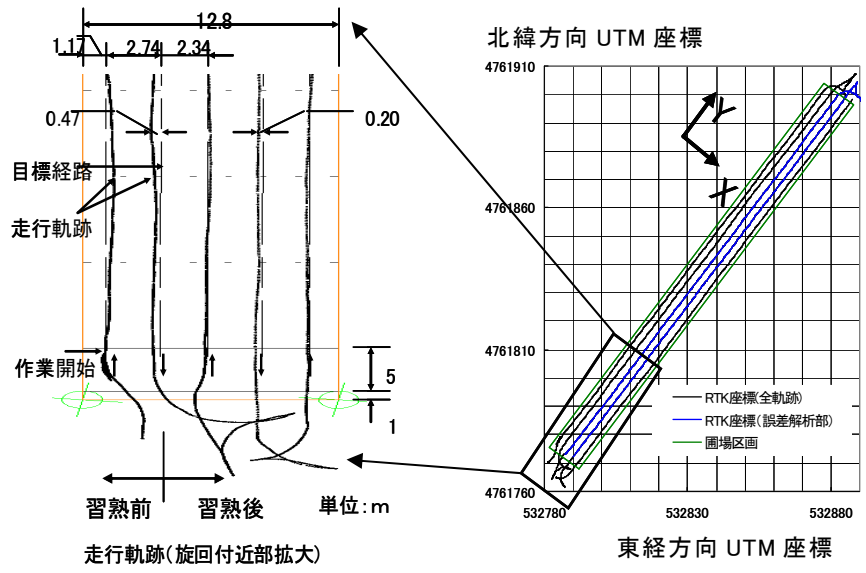 12.8
1.17
2.74
2.34
0.47
0.20
目標経路
走行軌跡
作業開始
5
1
習熟前
習熟後
単位:m
走行軌跡(旋回付近部拡大)
北緯方向 UTM 座標
4761910
4761860
4761810
4761760
Y
X
RTK座標(全軌跡)
RTK座標(誤差解析部)
圃場区画
532780
532830
532880
東経方向 UTM 座標